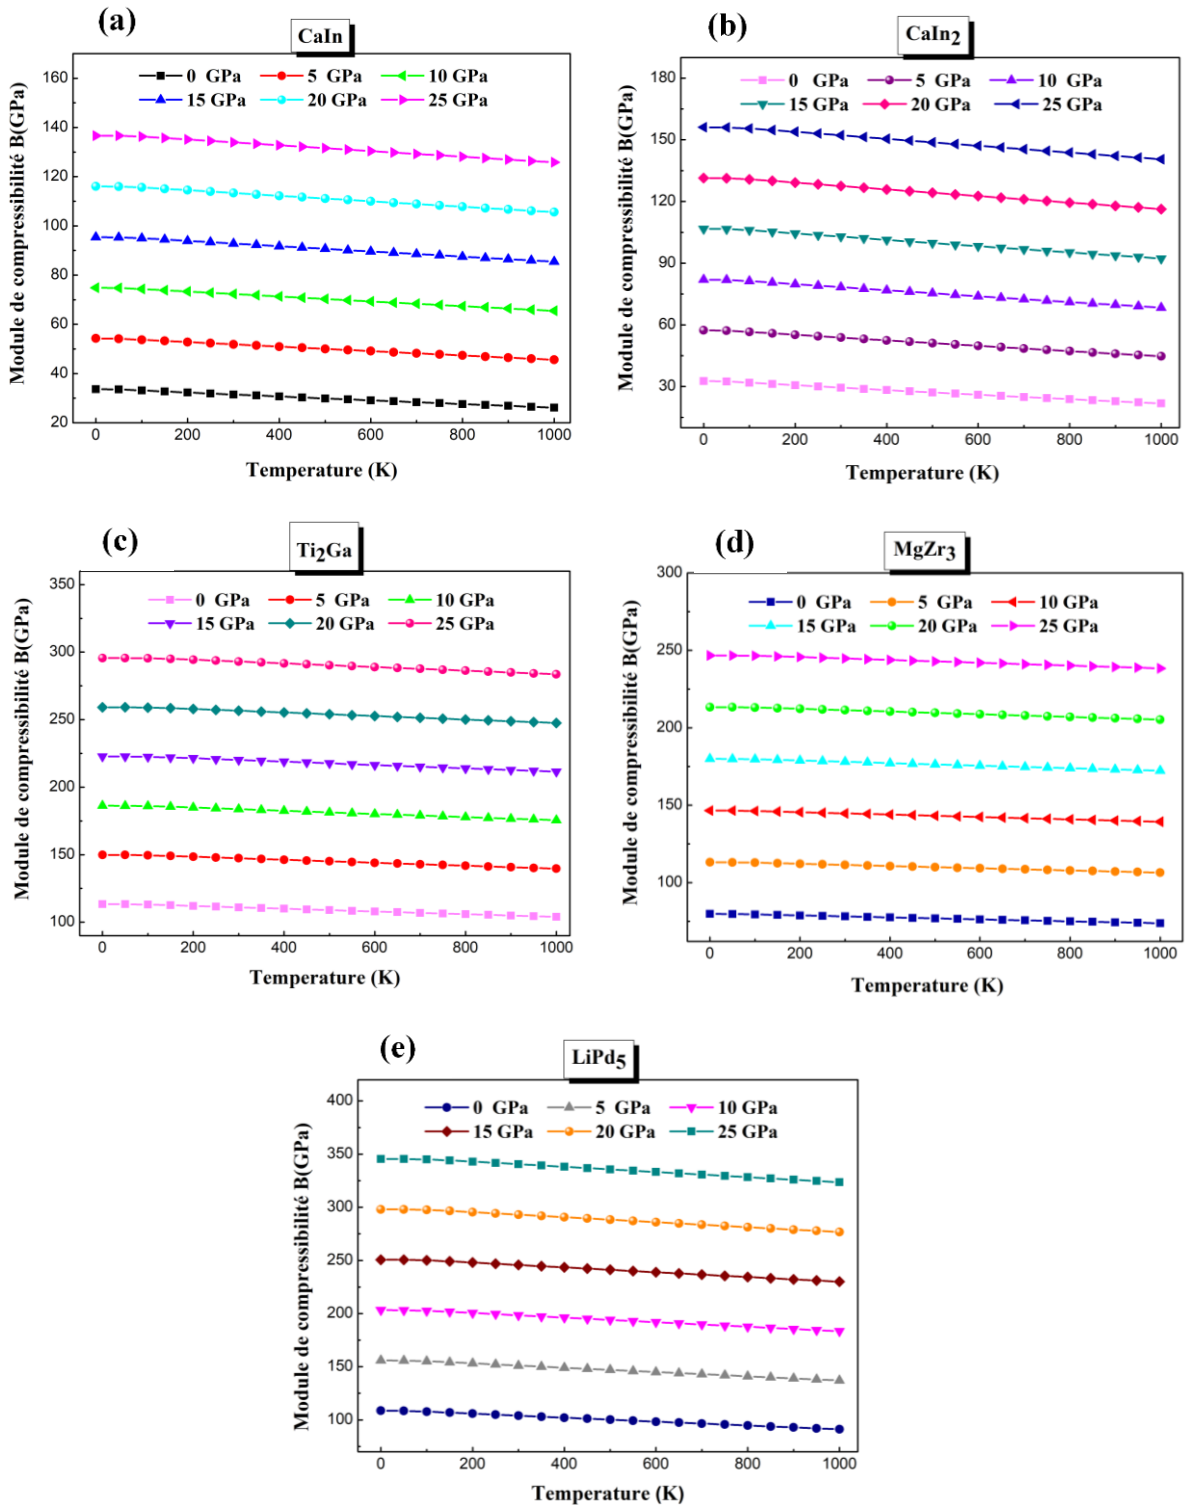 (a)
CaIn
0 GPa 5 GPa 10 GPa
15 GPa 20 GPa 25 GPa
Module de compressibilité B(GPa)
160
140
120
100
80
60
40
20
0 200 400 600 800 1000
Temperature (K)
(b)
CaIn2
0 GPa 5 GPa 10 GPa
15 GPa 20 GPa 25 GPa
Module de compressibilité B(GPa)
180
150
120
90
60
30
0 200 400 600 800 1000
Temperature (K)
(c)
Ti2Ga
0 GPa 5 GPa 10 GPa
15 GPa 20 GPa 25 GPa
Module de compressibilité B(GPa)
350
300
250
200
150
100
0 200 400 600 800 1000
Temperature (K)
(d)
MgZr3
0 GPa 5 GPa 10 GPa
15 GPa 20 GPa 25 GPa
Module de compressibilité B(GPa)
300
250
200
150
100
0 200 400 600 800 1000
Temperature (K)
(e)
LiPd5
0 GPa 5 GPa 10 GPa
15 GPa 20 GPa 25 GPa
Module de compressibilité B(GPa)
400
350
300
250
200
150
100
0 200 400 600 800 1000
Temperature (K)